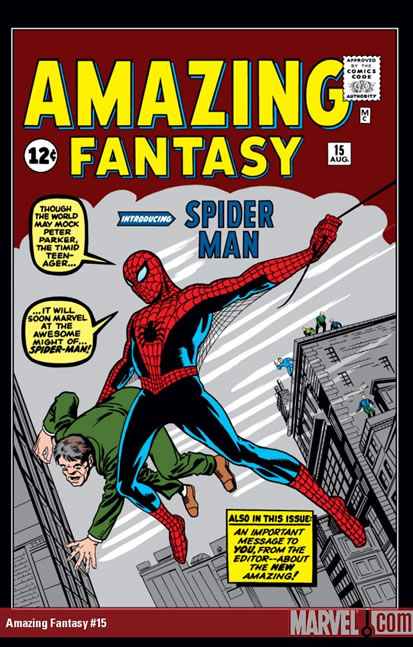 AMAZING
FANTASY
APPROVED
BY THE
COMICS
CODE
AUTHORITY
M
C
12¢
15
AUG.
INTRODUCING
SPIDER
MAN
THOUGH
THE WORLD
MAY MOCK
PETER
PARKER,
THE TIMID
TEEN-
AGER...
...IT WILL
SOON MARVEL
AT THE
AWESOME
MIGHT OF...
SPIDER-MAN!
ALSO IN THIS ISSUE:
AN IMPORTANT
MESSAGE TO
YOU, FROM THE
EDITOR--ABOUT
THE NEW
AMAZING!
Amazing Fantasy #15
MARVEL.com